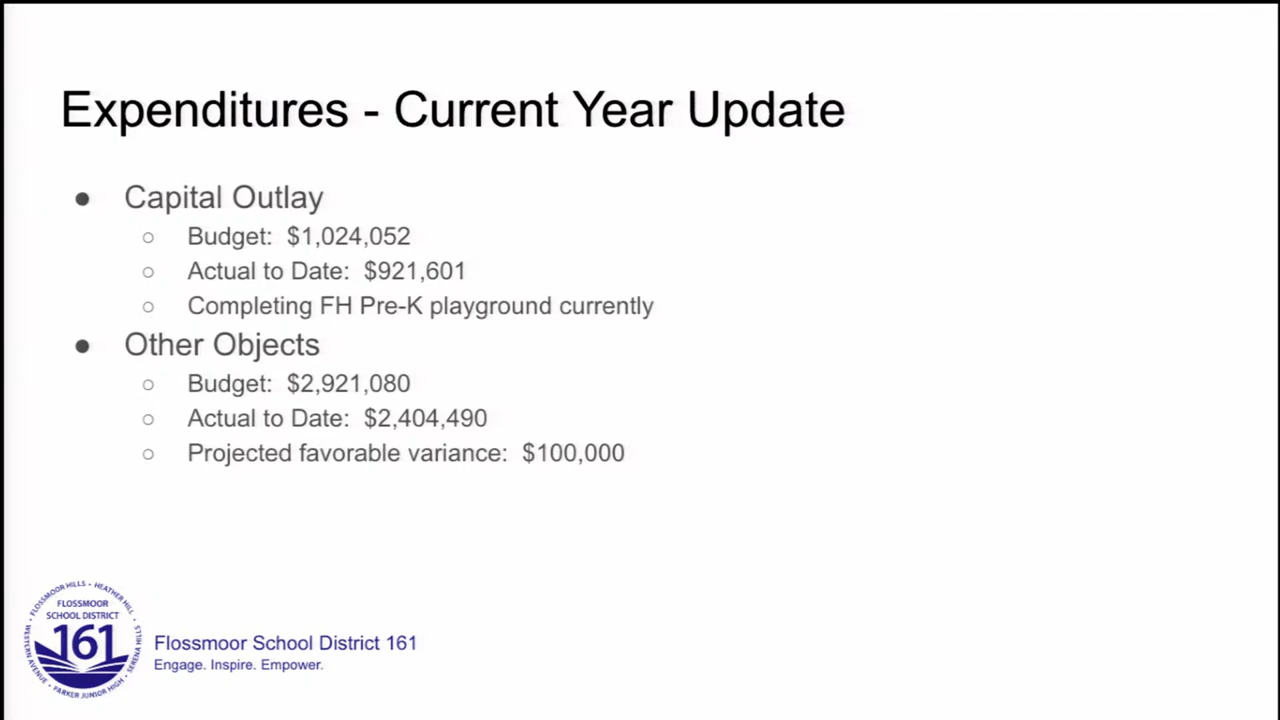 Expenditures - Current Year Update
● Capital Outlay
○ Budget: $1,024,052
○ Actual to Date: $921,601
○ Completing FH Pre-K playground currently
● Other Objects
○ Budget: $2,921,080
○ Actual to Date: $2,404,490
○ Projected favorable variance: $100,000
FLOSSMOOR HILLS • HEATHER HILL • SERENA HILLS • PARKER JUNIOR HIGH • WESTERN AVENUE •
FLOSSMOOR
SCHOOL DISTRICT
161
Flossmoor School District 161
Engage. Inspire. Empower.